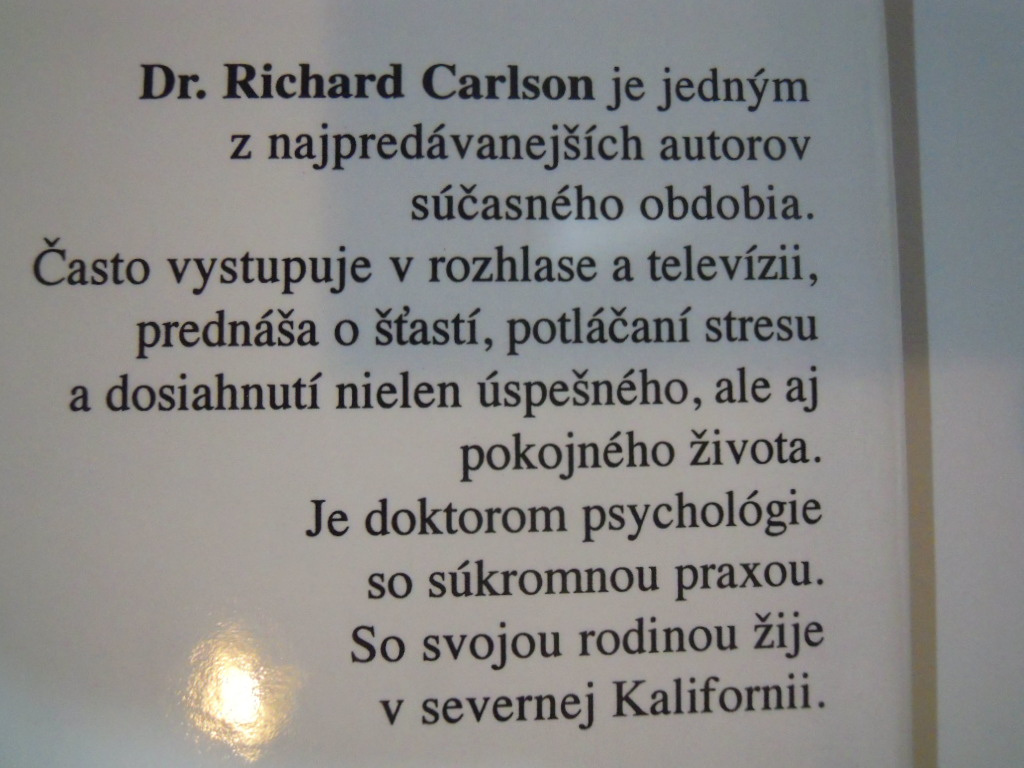 Dr. Richard Carlson je jedným
z najpredávanejších autorov
súčasného obdobia.
Často vystupuje v rozhlase a televízii,
prednáša o šťastí, potláčaní stresu
a dosiahnutí nielen úspešného, ale aj
pokojného života.
Je doktorom psychológie
so súkromnou praxou.
So svojou rodinou žije
v severnej Kalifornii.